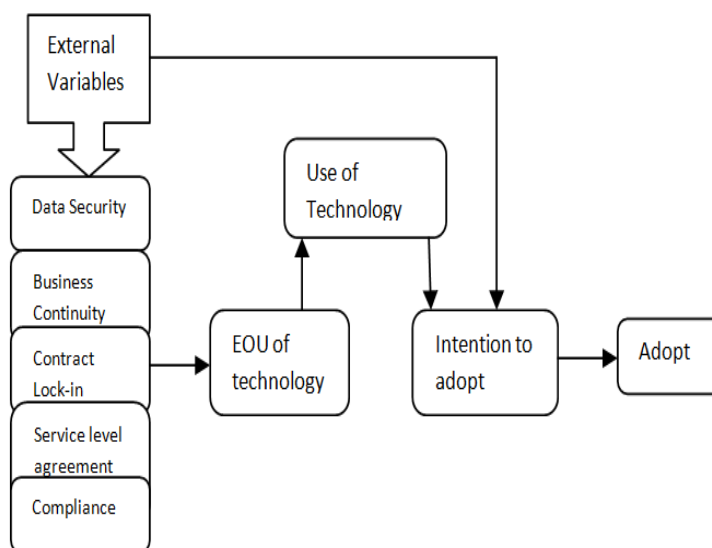 External
Variables
Data Security
Business
Continuity
Contract
Lock-in
Service level
agreement
Compliance
EOU of
technology
Use of
Technology
Intention to
adopt
Adopt